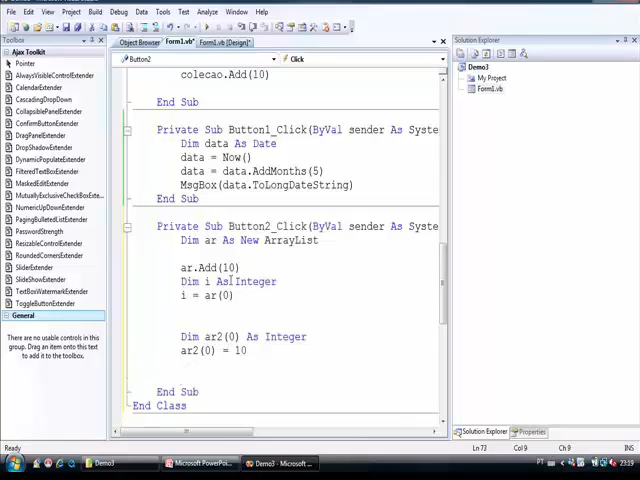 File Edit View Project Build Debug Data Tools Test Analyze Window Help
Toolbox
Object Browser Form1.vb* Form1.vb [Design]*
Solution Explorer
Ajax Toolkit
Button2 Click
Pointer
AlwaysVisibleControlExtender
CalendarExtender
CascadingDropDown
CollapsiblePanelExtender
ConfirmButtonExtender
DragPanelExtender
DropShadowExtender
DynamicPopulateExtender
FilteredTextBoxExtender
MaskedEditExtender
MutuallyExclusiveCheckBoxExten...
NumericUpDownExtender
PagingBulletedListExtender
PasswordStrength
ResizableControlExtender
RoundedCornersExtender
SliderExtender
SlideShowExtender
TextBoxWatermarkExtender
ToggleButtonExtender
General
There are no usable controls in this
group. Drag an item onto this text
to add it to the toolbox.
colecao.Add(10)
End Sub
Private Sub Button1_Click(ByVal sender As Syste
Dim data As Date
data = Now()
data = data.AddMonths(5)
MsgBox(data.ToLongDateString)
End Sub
Private Sub Button2_Click(ByVal sender As Syste
Dim ar As New ArrayList
ar.Add(10)
Dim i As Integer
i = ar(0)
Dim ar2(0) As Integer
ar2(0) = 10
End Sub
End Class
Demo3
My Project
Form1.vb
Solution Explorer Properties
Ready Ln 73 Col 9 Ch 9 INS
Demo3 Microsoft PowerPo... Demo3 - Microsoft ... PT 23:19